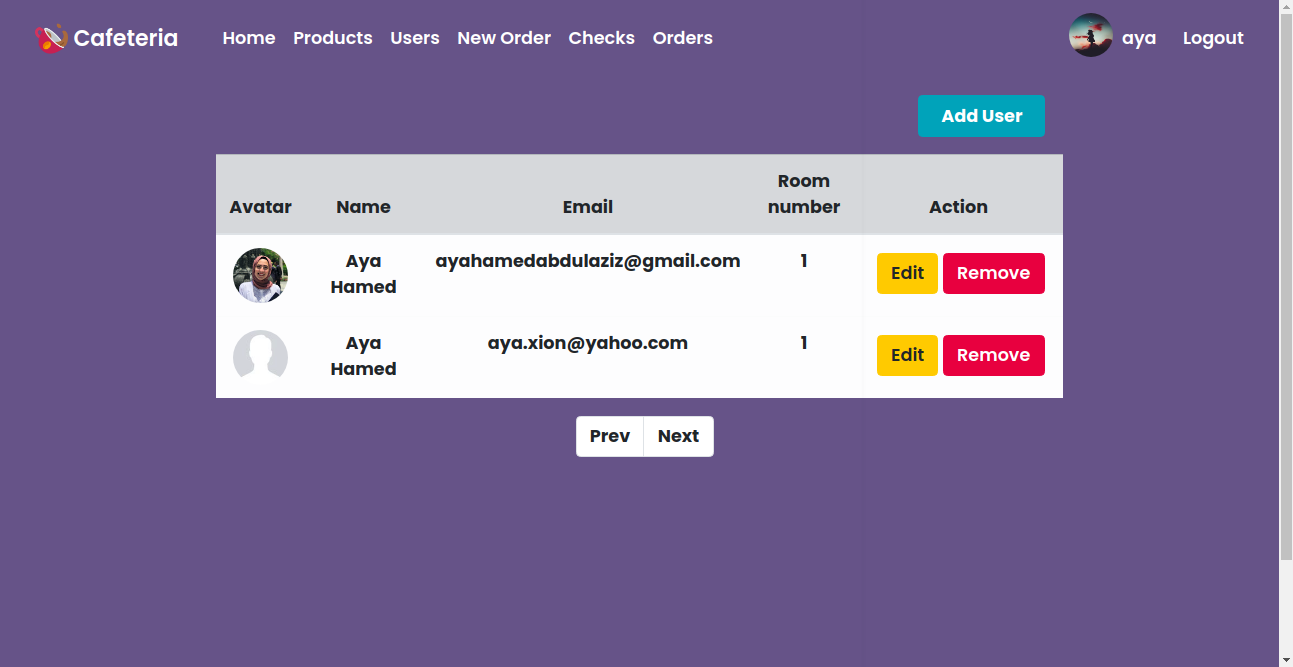 Cafeteria Home Products Users New Order Checks Orders aya Logout
Add User
Avatar Name Email Room number Action
Aya Hamed ayahamedabdulaziz@gmail.com 1 Edit Remove
Aya Hamed aya.xion@yahoo.com 1 Edit Remove
Prev Next